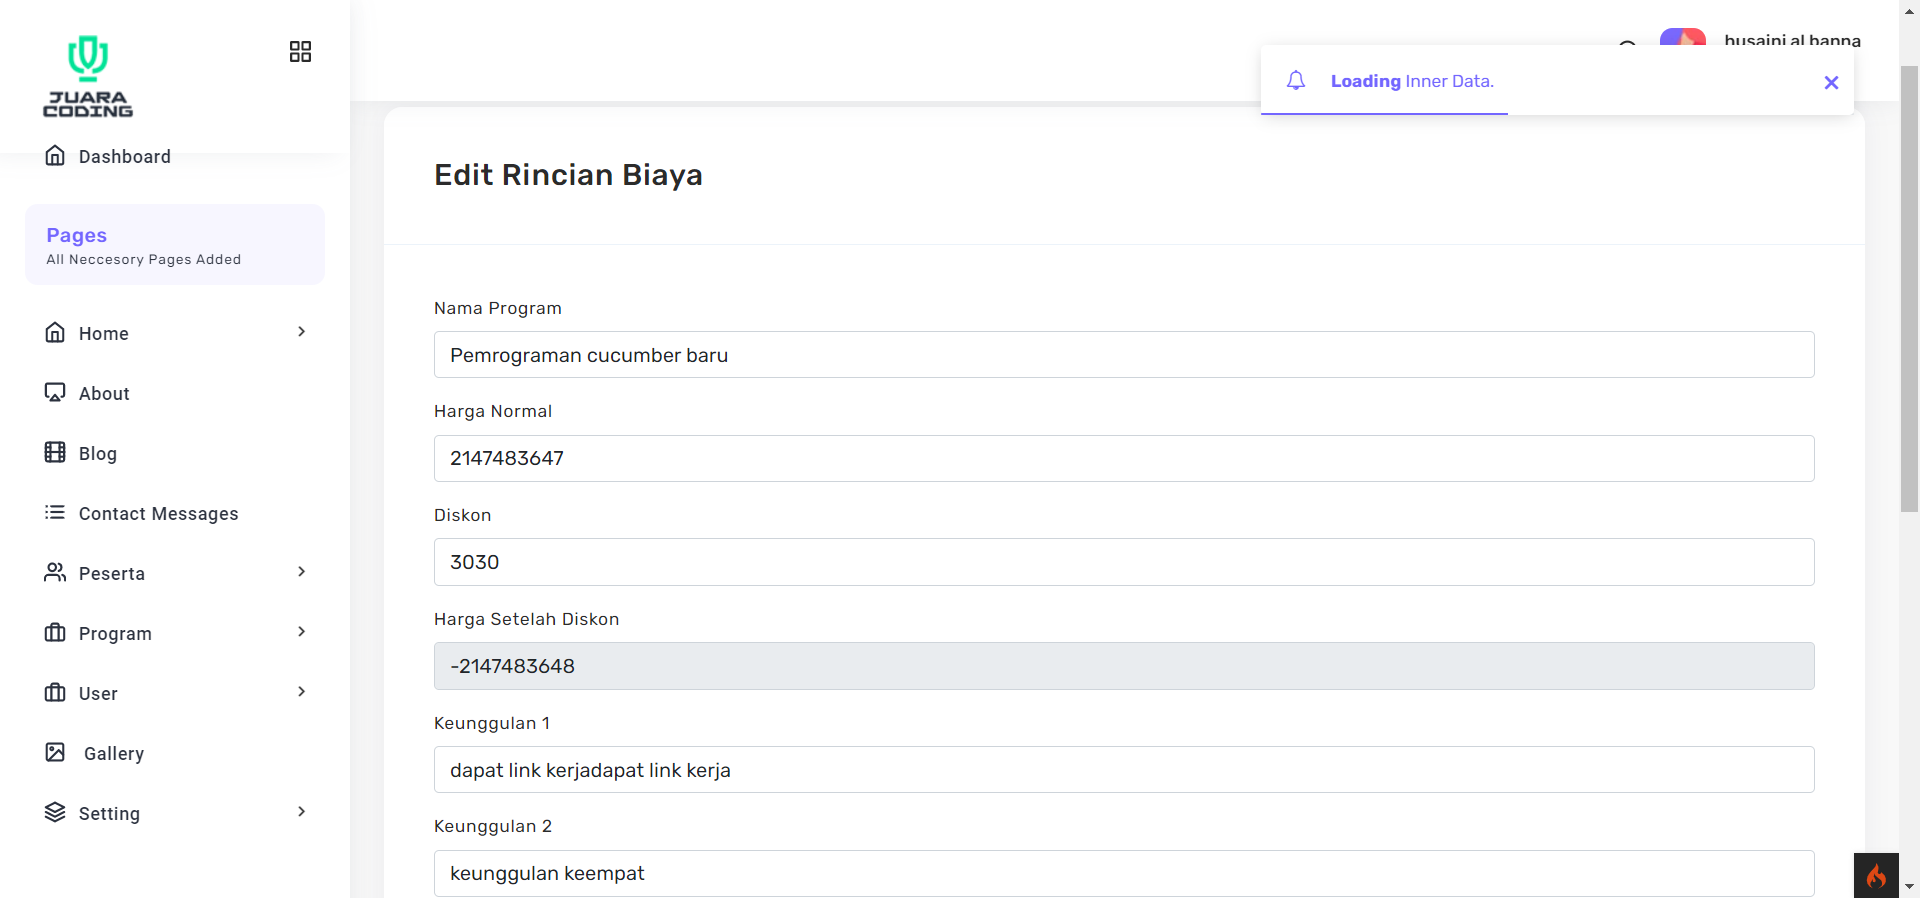 JUARA
CODING
Dashboard
Pages
All Neccesory Pages Added
Home
About
Blog
Contact Messages
Peserta
Program
User
Gallery
Setting
husaini al banna
Loading Inner Data.
Edit Rincian Biaya
Nama Program
Pemrograman cucumber baru
Harga Normal
2147483647
Diskon
3030
Harga Setelah Diskon
-2147483648
Keunggulan 1
dapat link kerjadapat link kerja
Keunggulan 2
keunggulan keempat